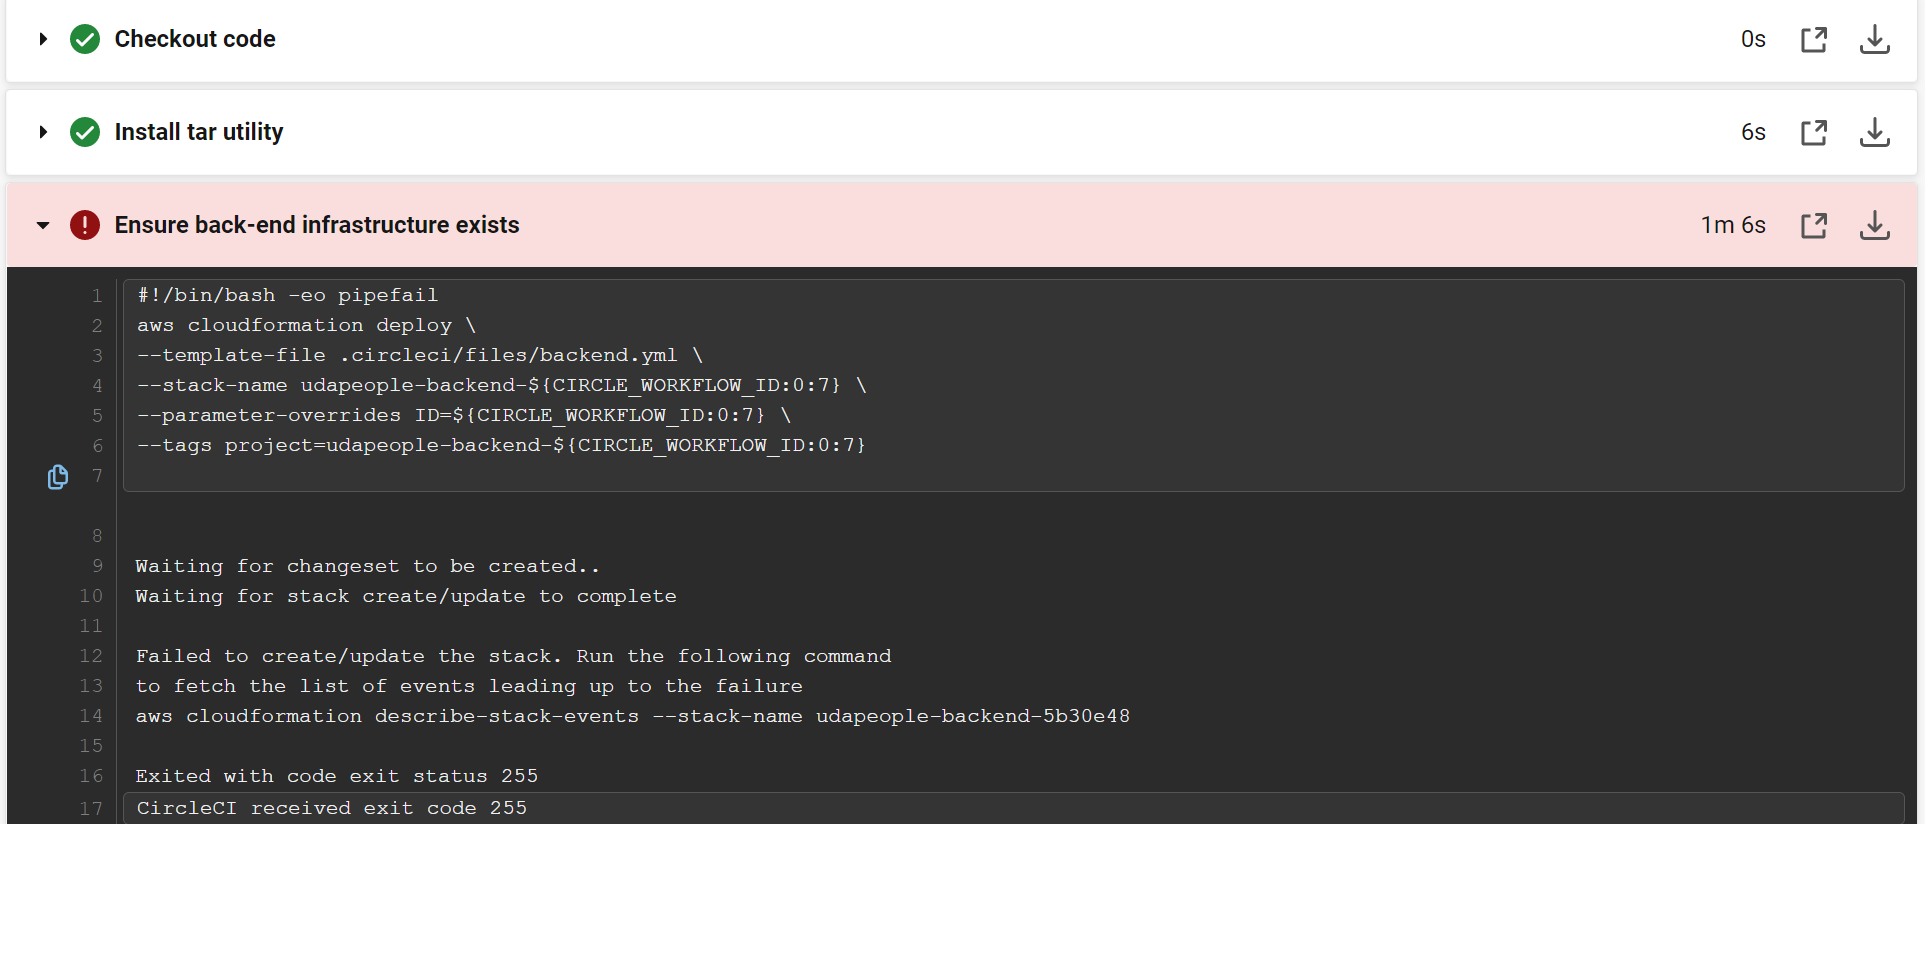 Checkout code 0s
Install tar utility 6s
Ensure back-end infrastructure exists 1m 6s
1 #!/bin/bash -eo pipefail
2 aws cloudformation deploy \
3 --template-file .circleci/files/backend.yml \
4 --stack-name udapeople-backend-${CIRCLE_WORKFLOW_ID:0:7} \
5 --parameter-overrides ID=${CIRCLE_WORKFLOW_ID:0:7} \
6 --tags project=udapeople-backend-${CIRCLE_WORKFLOW_ID:0:7}
7
8
9 Waiting for changeset to be created..
10 Waiting for stack create/update to complete
11
12 Failed to create/update the stack. Run the following command
13 to fetch the list of events leading up to the failure
14 aws cloudformation describe-stack-events --stack-name udapeople-backend-5b30e48
15
16 Exited with code exit status 255
17 CircleCI received exit code 255